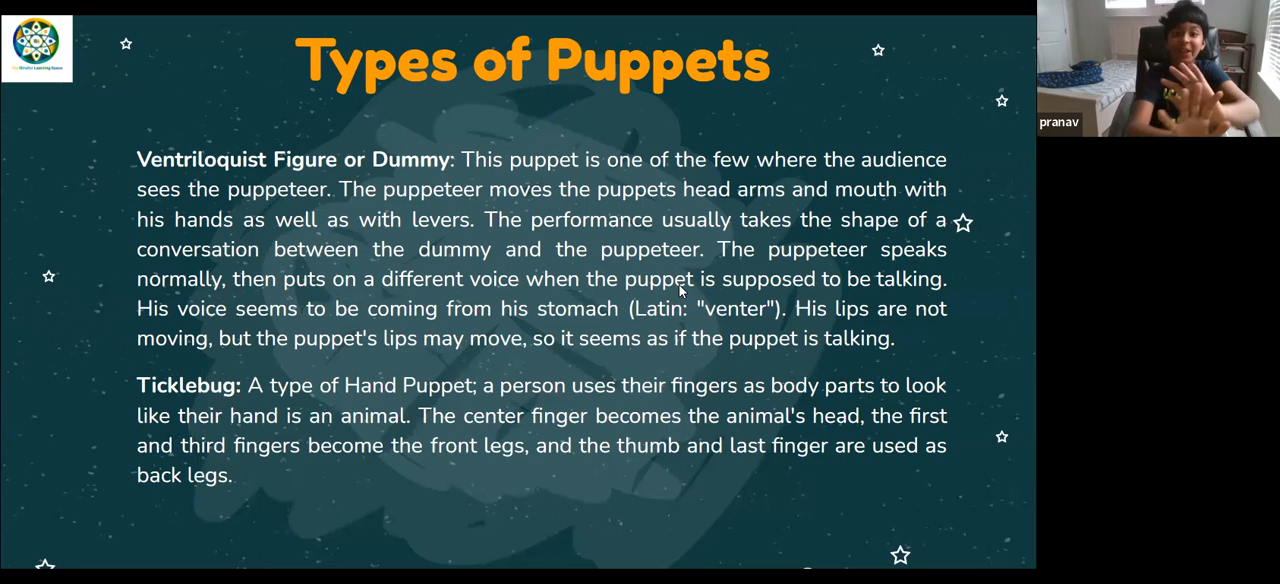 Types of Puppets
pranav
Ventriloquist Figure or Dummy: This puppet is one of the few where the audience
sees the puppeteer. The puppeteer moves the puppets head arms and mouth with
his hands as well as with levers. The performance usually takes the shape of a
conversation between the dummy and the puppeteer. The puppeteer speaks
normally, then puts on a different voice when the puppet is supposed to be talking.
His voice seems to be coming from his stomach (Latin: "venter"). His lips are not
moving, but the puppet's lips may move, so it seems as if the puppet is talking.
Ticklebug: A type of Hand Puppet; a person uses their fingers as body parts to look
like their hand is an animal. The center finger becomes the animal's head, the first
and third fingers become the front legs, and the thumb and last finger are used as
back legs.